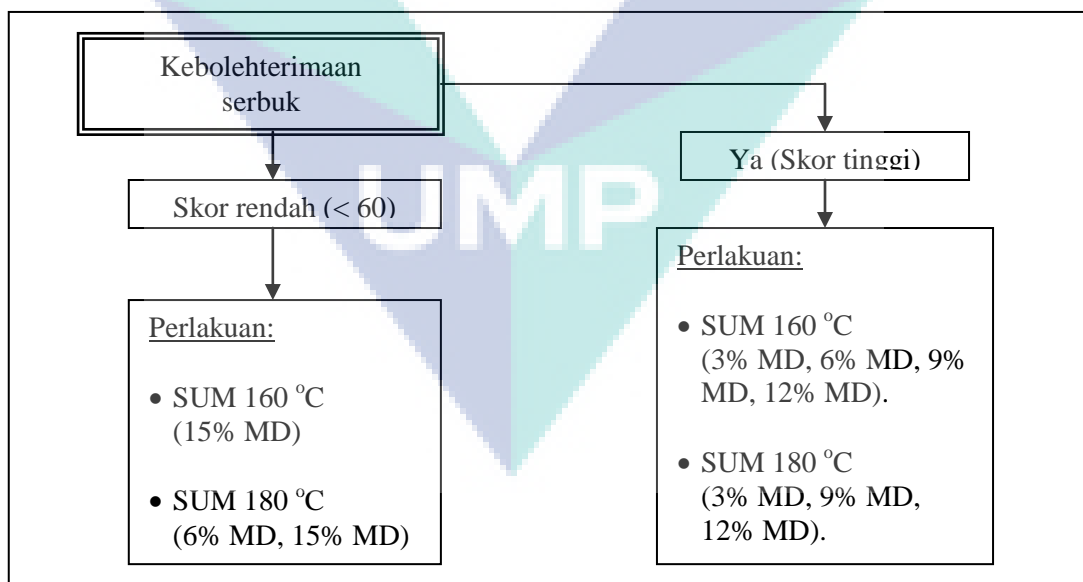 Kebolehterimaan
serbuk
Ya (Skor tinggi)
Skor rendah (< 60)
UMP
Perlakuan:
• SUM 160 °C
(15% MD)
• SUM 180 °C
(6% MD, 15% MD)
Perlakuan:
• SUM 160 °C
(3% MD, 6% MD, 9%
MD, 12% MD).
• SUM 180 °C
(3% MD, 9% MD,
12% MD).